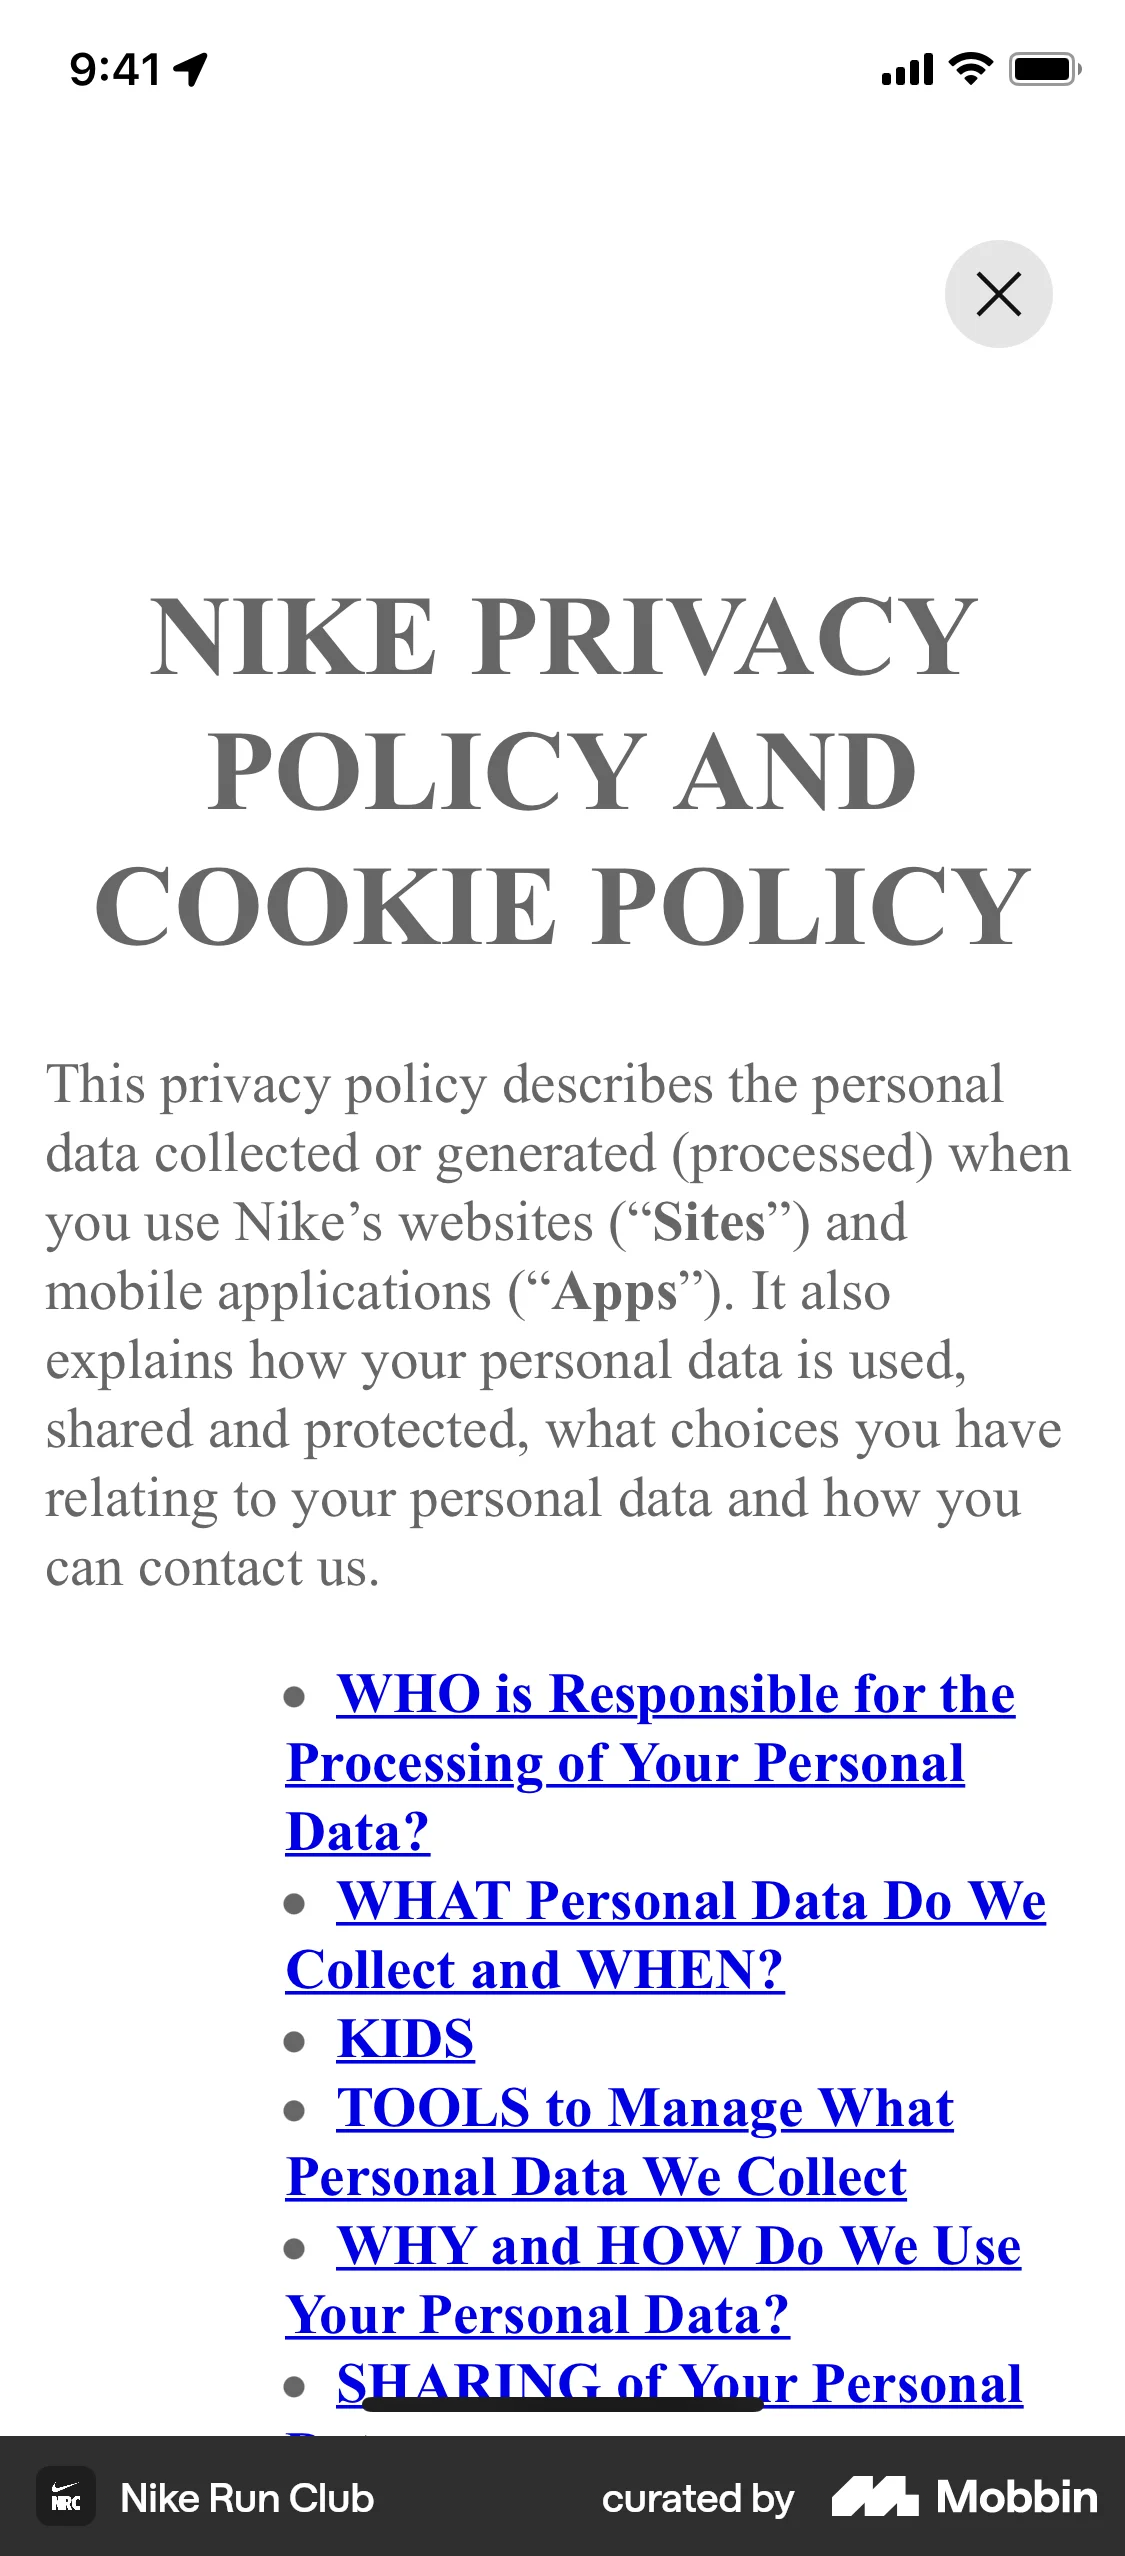 9:41
NIKE PRIVACY
POLICY AND
COOKIE POLICY
This privacy policy describes the personal
data collected or generated (processed) when
you use Nike’s websites (“Sites”) and
mobile applications (“Apps”). It also
explains how your personal data is used,
shared and protected, what choices you have
relating to your personal data and how you
can contact us.
• WHO is Responsible for the
Processing of Your Personal
Data?
• WHAT Personal Data Do We
Collect and WHEN?
• KIDS
• TOOLS to Manage What
Personal Data We Collect
• WHY and HOW Do We Use
Your Personal Data?
• SHARING of Your Personal
NRC
Nike Run Club
curated by Mobbin